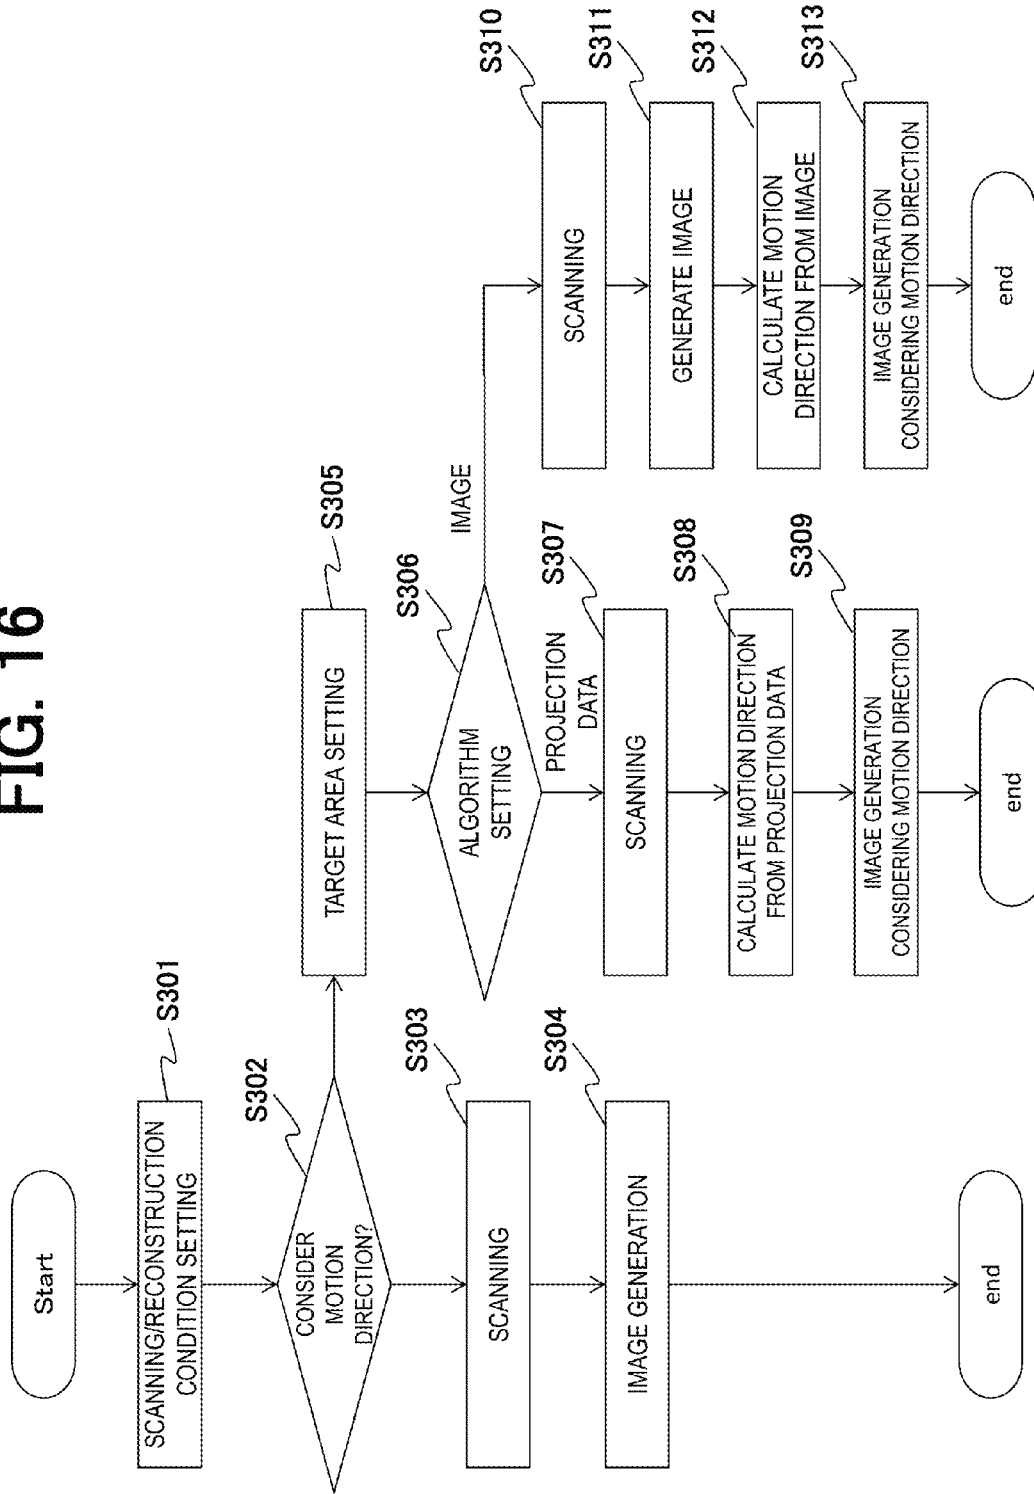 FIG. 16
Start
SCANNING/RECONSTRUCTION
CONDITION SETTING
S301
CONSIDER
MOTION
DIRECTION?
S302
SCANNING
S303
IMAGE GENERATION
S304
end
TARGET AREA SETTING
S305
ALGORITHM
SETTING
S306
IMAGE
PROJECTION
DATA
SCANNING
S307
CALCULATE MOTION DIRECTION
FROM PROJECTION DATA
S308
IMAGE GENERATION
CONSIDERING MOTION DIRECTION
S309
end
SCANNING
S310
GENERATE IMAGE
S311
CALCULATE MOTION
DIRECTION FROM IMAGE
S312
IMAGE GENERATION
CONSIDERING MOTION DIRECTION
S313
end